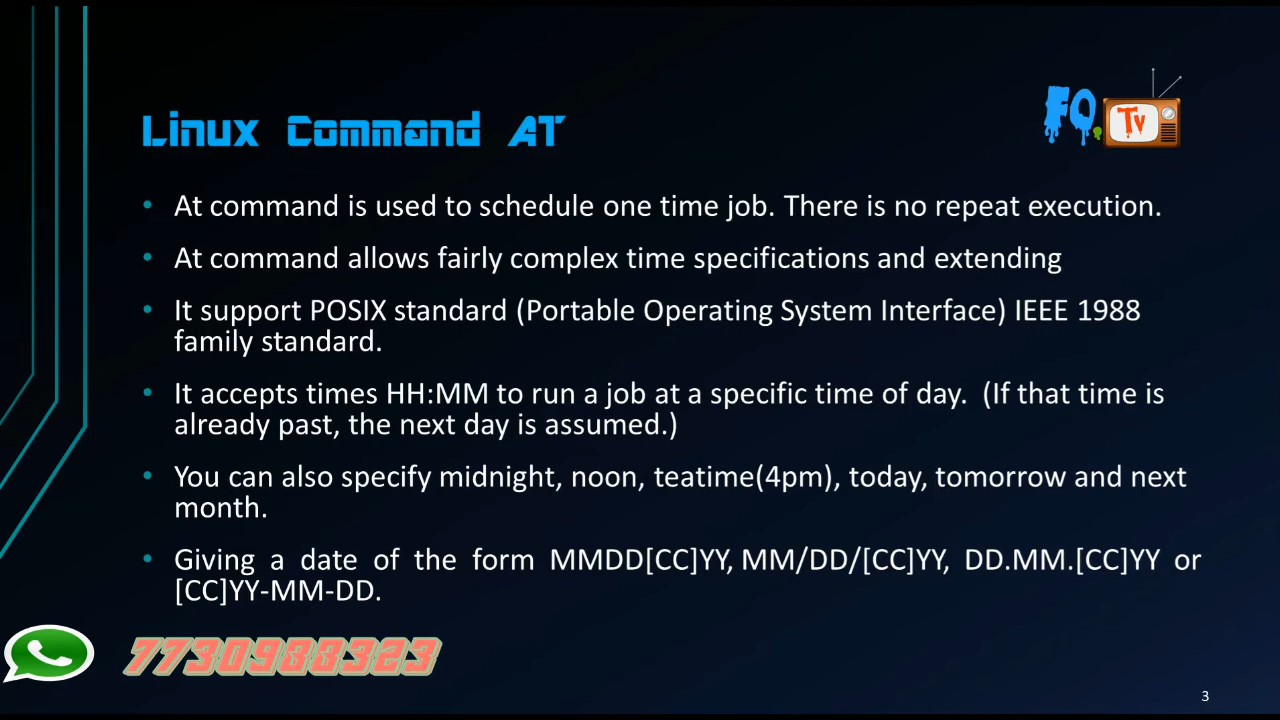 FQ.Tv
Linux Command AT
• At command is used to schedule one time job. There is no repeat execution.
• At command allows fairly complex time specifications and extending
• It support POSIX standard (Portable Operating System Interface) IEEE 1988
family standard.
• It accepts times HH:MM to run a job at a specific time of day.  (If that time is
already past, the next day is assumed.)
• You can also specify midnight, noon, teatime(4pm), today, tomorrow and next
month.
• Giving a date of the form MMDD[CC]YY, MM/DD/[CC]YY, DD.MM.[CC]YY or
[CC]YY-MM-DD.
7730988323
3